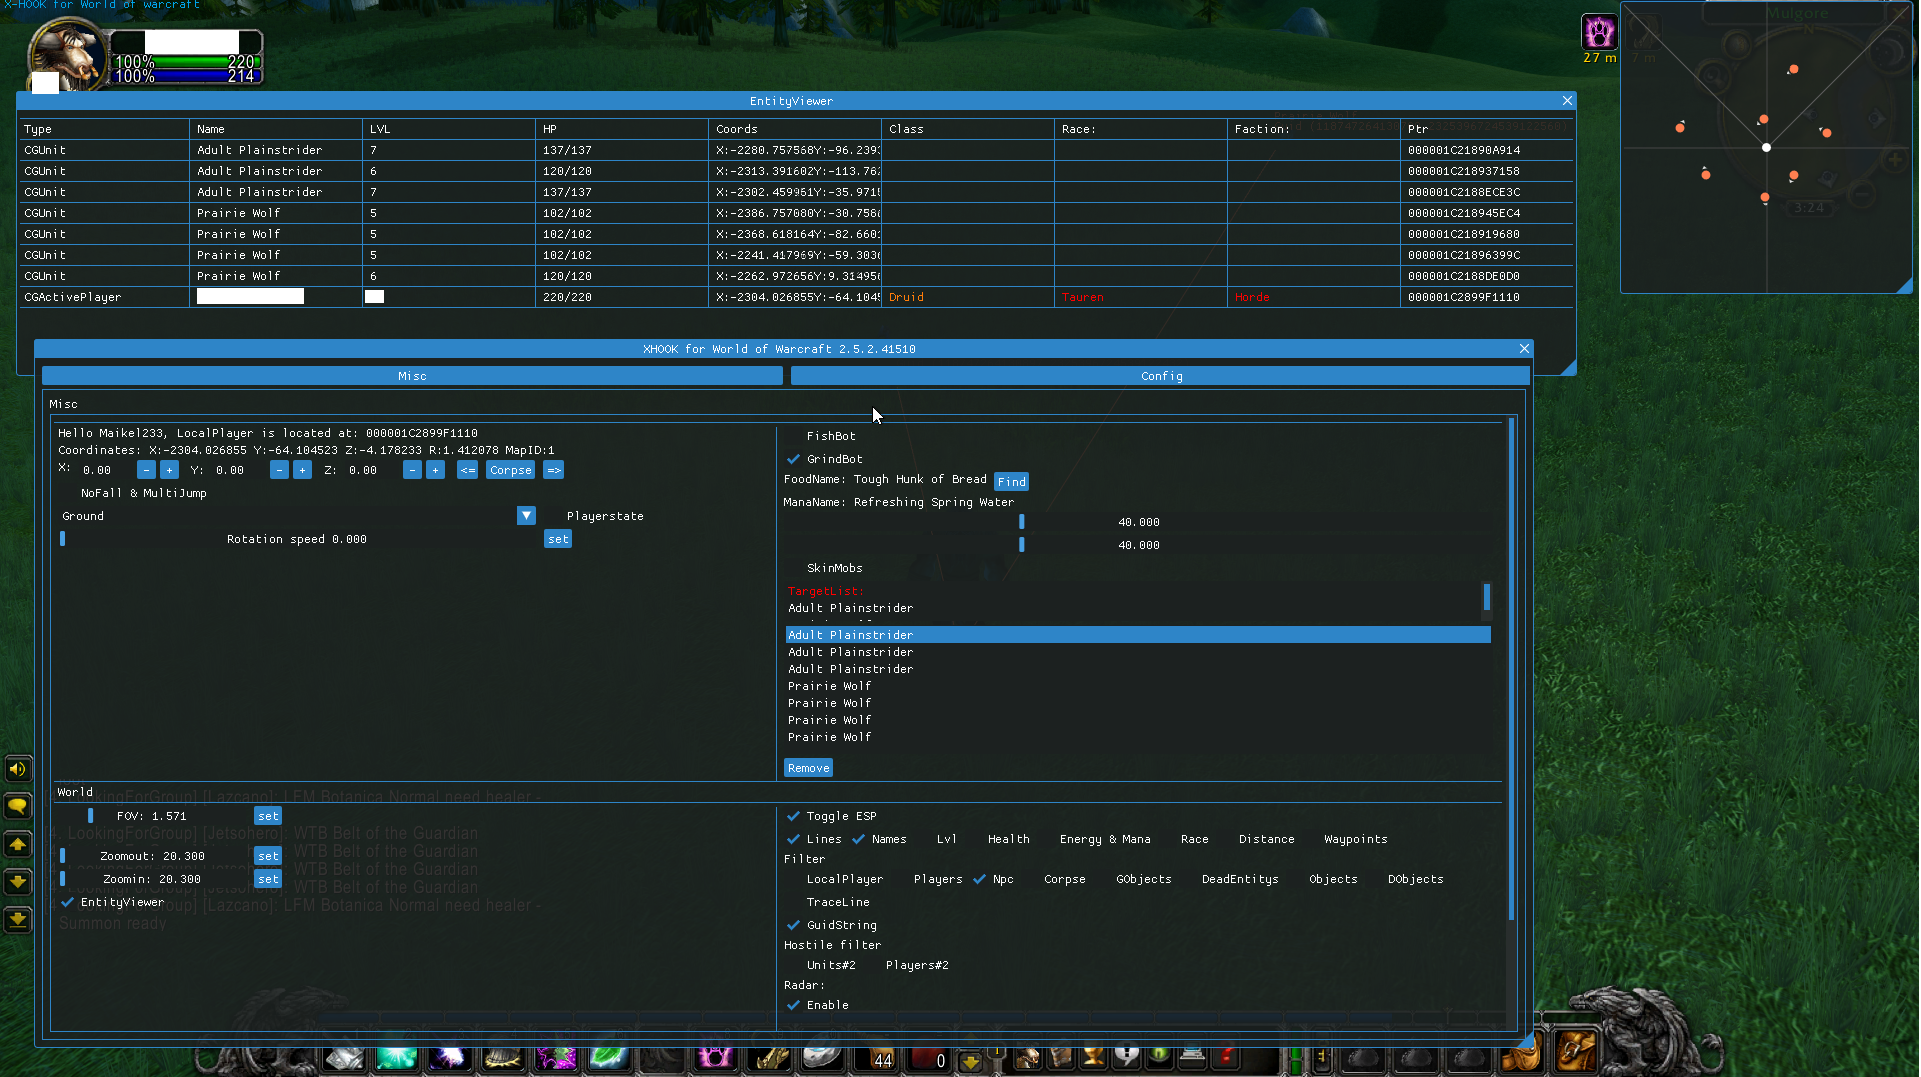 X-HOOK for World of warcraft
100% 220
100% 214
27 m
7 m
Mulgore
N
3:24
EntityViewer
Type Name LVL HP Coords Class Race: Faction: Ptr
CGUnit Adult Plainstrider 7 137/137 X:-2280.757568Y:-96.239 000001C21890A914
CGUnit Adult Plainstrider 6 120/120 X:-2313.391602Y:-113.76 000001C218937158
CGUnit Adult Plainstrider 7 137/137 X:-2302.459961Y:-35.971 000001C2188ECE3C
CGUnit Prairie Wolf 5 102/102 X:-2386.757080Y:-30.758 000001C218945EC4
CGUnit Prairie Wolf 5 102/102 X:-2368.618164Y:-82.660 000001C218919680
CGUnit Prairie Wolf 5 102/102 X:-2241.417969Y:-59.303 000001C21896399C
CGUnit Prairie Wolf 6 120/120 X:-2262.972656Y:9.31495 000001C2188DE0D0
CGActivePlayer 220/220 X:-2304.026855Y:-64.104 Druid Tauren Horde 000001C2899F1110
XHOOK for World of Warcraft 2.5.2.41510
Misc Config
Misc
Hello Maikel233, LocalPlayer is located at: 000001C2899F1110
Coordinates: X:-2304.026855 Y:-64.104523 Z:-4.178233 R:1.412078 MapID:1
X: 0.00 - + Y: 0.00 - + Z: 0.00 - + <= Corpse =>
NoFall & MultiJump
Ground Playerstate
Rotation speed 0.000 set
FishBot
GrindBot
FoodName: Tough Hunk of Bread Find
ManaName: Refreshing Spring Water
40.000
40.000
SkinMobs
TargetList:
Adult Plainstrider
Adult Plainstrider
Adult Plainstrider
Adult Plainstrider
Prairie Wolf
Prairie Wolf
Prairie Wolf
Prairie Wolf
Remove
World
FOV: 1.571 set
Zoomout: 20.300 set
Zoomin: 20.300 set
EntityViewer
LookingForGroup] [Lazcano]: LFM Botanica Normal need healer -
LookingForGroup] [Jetsohero]: WTB Belt of the Guardian
WTB Belt of the Guardian
WTB Belt of the Guardian
WTB Belt of the Guardian
LookingForGroup] [Lazcano]: LFM Botanica Normal need healer -
Summon ready
Toggle ESP
Lines Names Lvl Health Energy & Mana Race Distance Waypoints
Filter
LocalPlayer Players Npc Corpse GObjects DeadEntitys Objects DObjects
TraceLine
GuidString
Hostile filter
Units#2 Players#2
Radar:
Enable
44 0 1